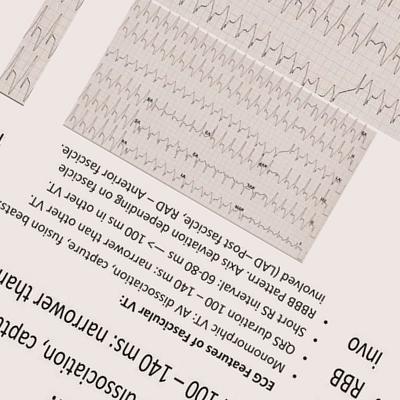 ECG Features of Fascicular VT:
• Monomorphic VT: AV dissociation, capture, fusion beats.
• QRS duration 100 – 140 ms: narrower than other VT.
• Short RS interval: 60-80 ms —> >100 ms in other VT.
• RBBB Pattern. Axis deviation depending on fascicle
involved (LAD –Post fascicle, RAD – Anterior fascicle.
dissociation, captu
100 – 140 ms: narrower than
RBB
invo